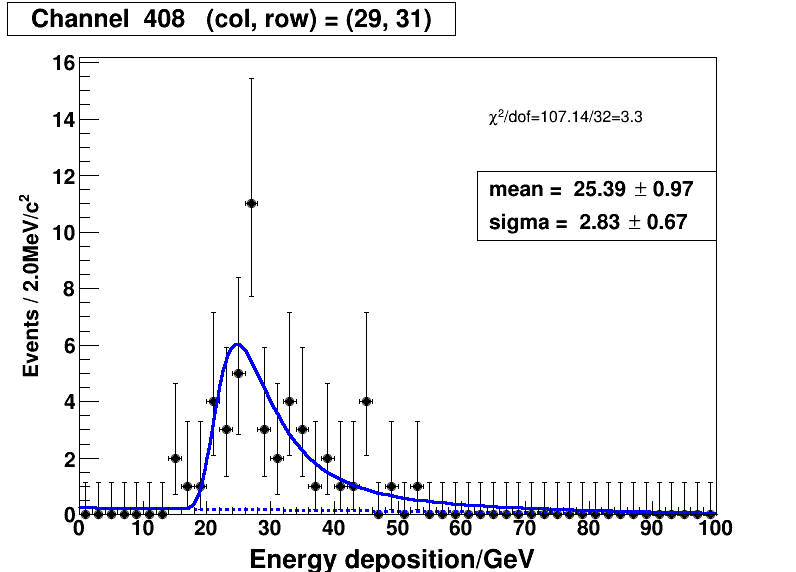 Channel 408 (col, row) = (29, 31)
χ²/dof=107.14/32=3.3
mean = 25.39 ± 0.97
sigma = 2.83 ± 0.67
Events / 2.0MeV/c²
16
14
12
10
8
6
4
2
0
0 10 20 30 40 50 60 70 80 90 100
Energy deposition/GeV